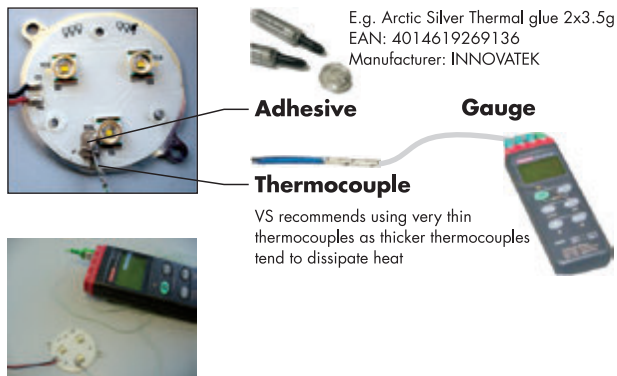 E.g. Arctic Silver Thermal glue 2x3.5g
EAN: 4014619269136
Manufacturer: INNOVATEK
Adhesive
Gauge
Thermocouple
VS recommends using very thin
thermocouples as thicker thermocouples
tend to dissipate heat